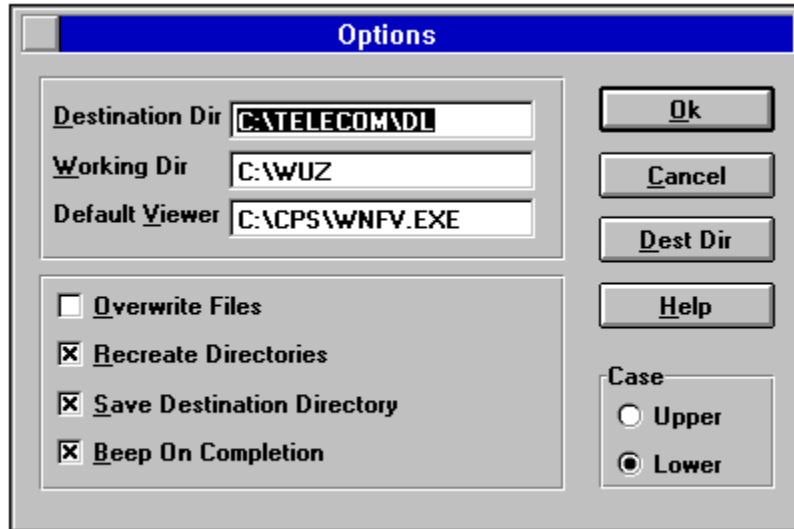 Options
Destination Dir C:\TELECOM\DL
Working Dir C:\WUZ
Default Viewer C:\CPS\WNFV.EXE
Overwrite Files
Recreate Directories
Save Destination Directory
Beep On Completion
Ok
Cancel
Dest Dir
Help
Case
Upper
Lower